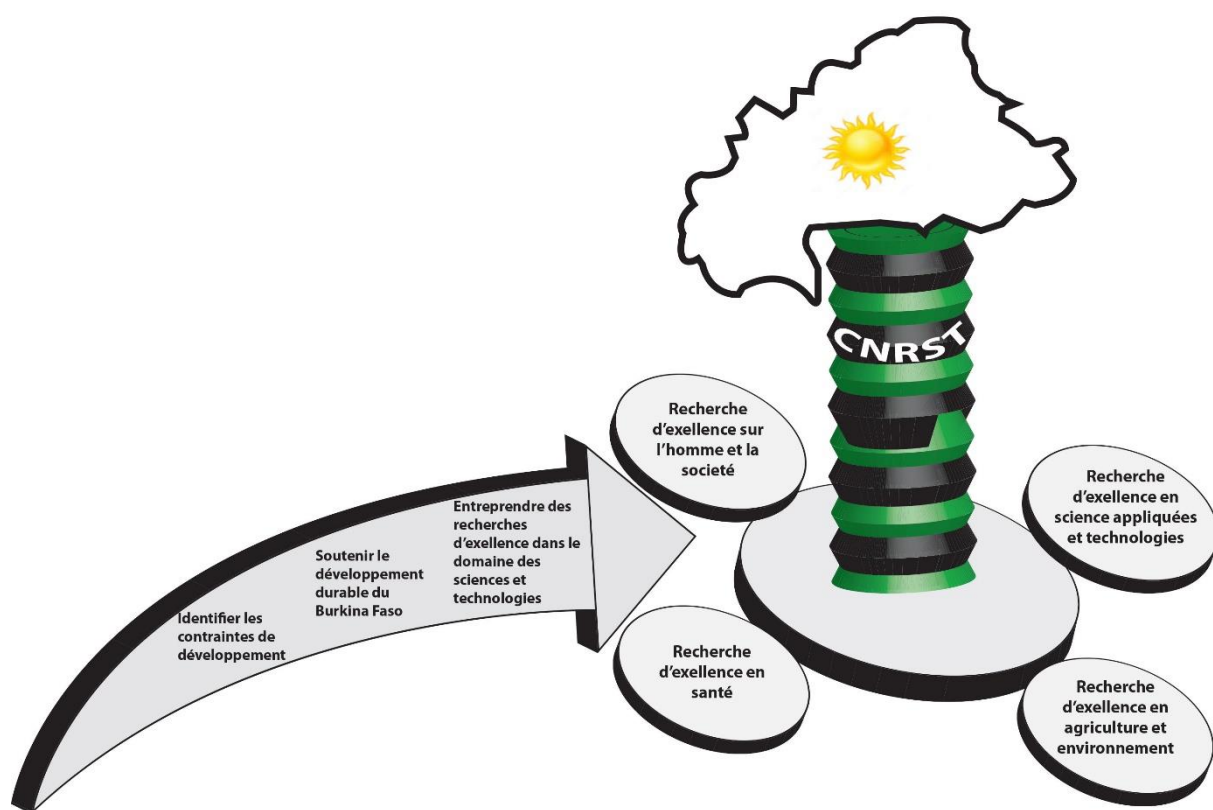 CNRST
Recherche
d'exellence sur
l'homme et la
societé
Recherche
d'exellence en
science appliquées
et technologies
Entreprendre des
recherches
d'exellence dans le
domaine des
sciences et
technologies
Soutenir le
développement
durable du
Burkina Faso
Identifier les
contraintes de
développement
Recherche
d'exellence en
santé
Recherche
d'exellence en
agriculture et
environnement